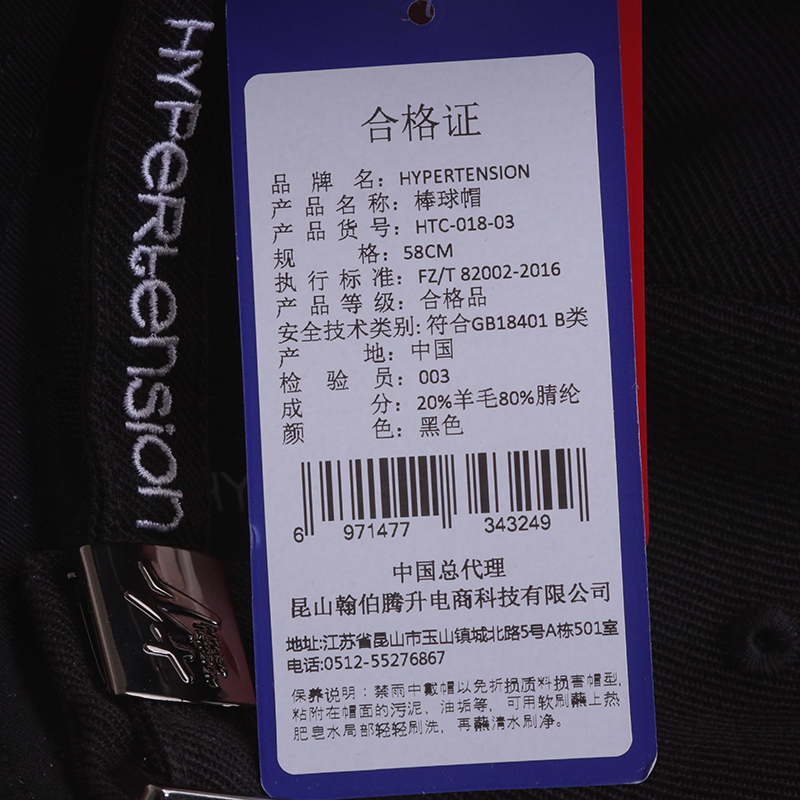 HYPERtension
合格证
品牌名：HYPERTENSION
产品名称：棒球帽
产品货号：HTC-018-03
规格：58CM
执行标准：FZ/T 82002-2016
产品等级：合格品
安全技术类别:符合GB18401 B类
产地：中国
检验员：003
成分：20%羊毛80%腈纶
颜色：黑色
6 971477 343249
中国总代理
昆山翰伯腾升电商科技有限公司
地址:江苏省昆山市玉山镇城北路5号A栋501室
电话:0512-55276867
保养说明：禁雨中戴帽以免折损质料损害帽型,
粘附在帽面的污泥、油垢等，可用软刷蘸上热
肥皂水局部轻轻刷洗，再蘸清水刷净。